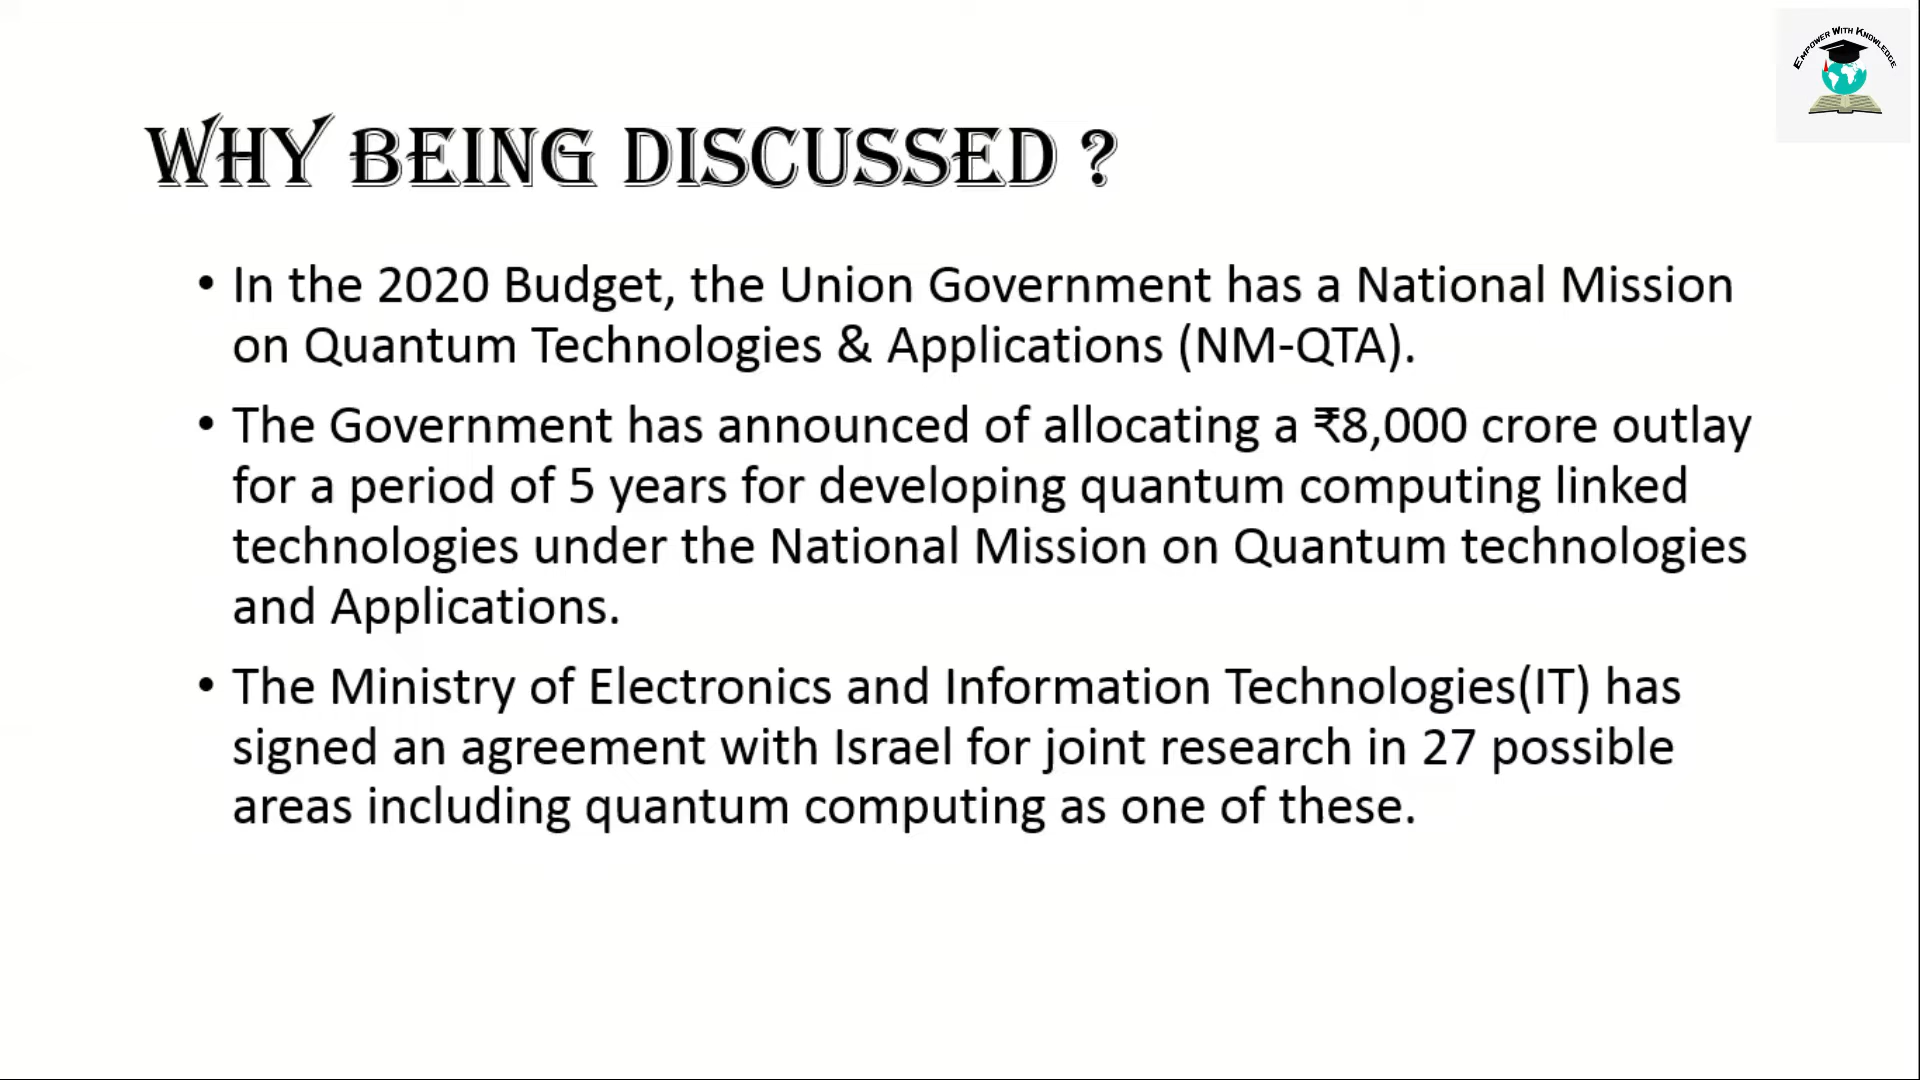 EMPOWER WITH KNOWLEDGE
WHY BEING DISCUSSED ?
• In the 2020 Budget, the Union Government has a National Mission
on Quantum Technologies & Applications (NM-QTA).
• The Government has announced of allocating a ₹8,000 crore outlay
for a period of 5 years for developing quantum computing linked
technologies under the National Mission on Quantum technologies
and Applications.
• The Ministry of Electronics and Information Technologies(IT) has
signed an agreement with Israel for joint research in 27 possible
areas including quantum computing as one of these.